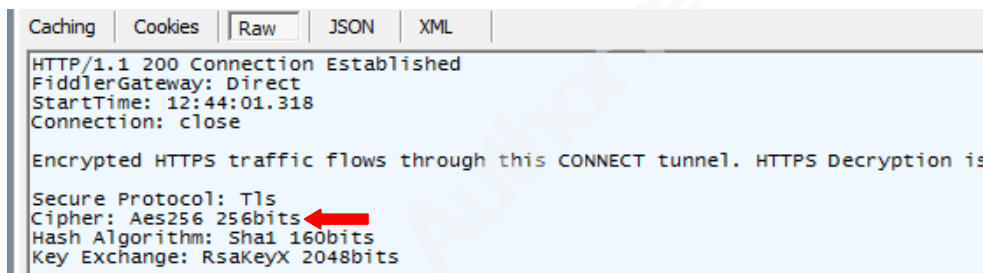 Caching Cookies Raw JSON XML
HTTP/1.1 200 Connection Established
FiddlerGateway: Direct
StartTime: 12:44:01.318
Connection: close
Encrypted HTTPS traffic flows through this CONNECT tunnel. HTTPS Decryption is
Secure Protocol: Tls
Cipher: Aes256 256bits
Hash Algorithm: Sha1 160bits
Key Exchange: RsaKeyX 2048bits